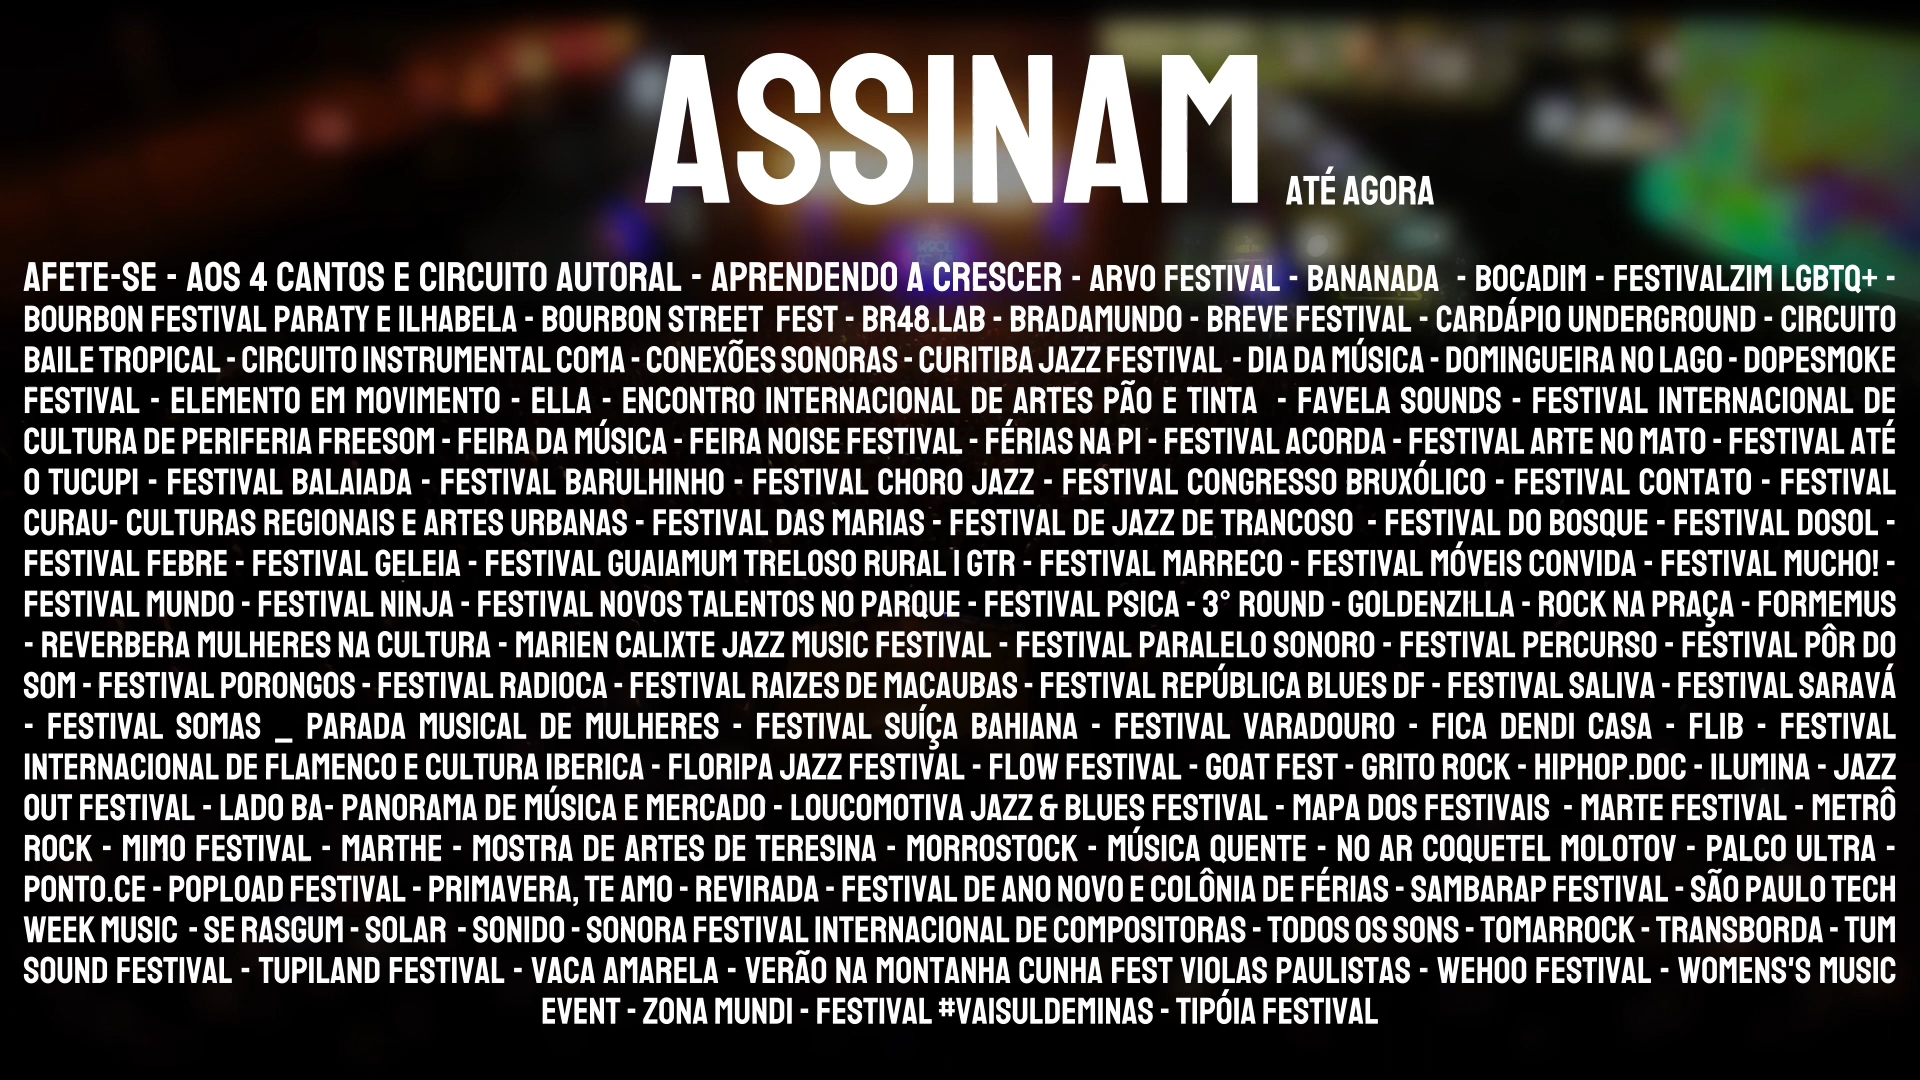 ASSINAM ATÉ AGORA
AFETE-SE - AOS 4 CANTOS E CIRCUITO AUTORAL - APRENDENDO A CRESCER - ARVO FESTIVAL - BANANADA - BOCADIM - FESTIVALZIM LGBTQ+ -
BOURBON FESTIVAL PARATY E ILHABELA - BOURBON STREET FEST - BR48.LAB - BRADAMUNDO - BREVE FESTIVAL - CARDÁPIO UNDERGROUND - CIRCUITO
BAILE TROPICAL - CIRCUITO INSTRUMENTAL COMA - CONEXÕES SONORAS - CURITIBA JAZZ FESTIVAL - DIA DA MÚSICA - DOMINGUEIRA NO LAGO - DOPESMOKE
FESTIVAL - ELEMENTO EM MOVIMENTO - ELLA - ENCONTRO INTERNACIONAL DE ARTES PÃO E TINTA - FAVELA SOUNDS - FESTIVAL INTERNACIONAL DE
CULTURA DE PERIFERIA FREESOM - FEIRA DA MÚSICA - FEIRA NOISE FESTIVAL - FÉRIAS NA PI - FESTIVAL ACORDA - FESTIVAL ARTE NO MATO - FESTIVAL ATÉ
O TUCUPI - FESTIVAL BALAIADA - FESTIVAL BARULHINHO - FESTIVAL CHORO JAZZ - FESTIVAL CONGRESSO BRUXÓLICO - FESTIVAL CONTATO - FESTIVAL
CURAU- CULTURAS REGIONAIS E ARTES URBANAS - FESTIVAL DAS MARIAS - FESTIVAL DE JAZZ DE TRANCOSO - FESTIVAL DO BOSQUE - FESTIVAL DOSOL -
FESTIVAL FEBRE - FESTIVAL GELEIA - FESTIVAL GUAIAMUM TRELOSO RURAL I GTR - FESTIVAL MARRECO - FESTIVAL MÓVEIS CONVIDA - FESTIVAL MUCHO! -
FESTIVAL MUNDO - FESTIVAL NINJA - FESTIVAL NOVOS TALENTOS NO PARQUE - FESTIVAL PSICA - 3° ROUND - GOLDENZILLA - ROCK NA PRAÇA - FORMEMUS
- REVERBERA MULHERES NA CULTURA - MARIEN CALIXTE JAZZ MUSIC FESTIVAL - FESTIVAL PARALELO SONORO - FESTIVAL PERCURSO - FESTIVAL PÔR DO
SOM - FESTIVAL PORONGOS - FESTIVAL RADIOCA - FESTIVAL RAIZES DE MACAUBAS - FESTIVAL REPÚBLICA BLUES DF - FESTIVAL SALIVA - FESTIVAL SARAVÁ
- FESTIVAL SOMAS _ PARADA MUSICAL DE MULHERES - FESTIVAL SUÍÇA BAHIANA - FESTIVAL VARADOURO - FICA DENDI CASA - FLIB - FESTIVAL
INTERNACIONAL DE FLAMENCO E CULTURA IBERICA - FLORIPA JAZZ FESTIVAL - FLOW FESTIVAL - GOAT FEST - GRITO ROCK - HIPHOP.DOC - ILUMINA - JAZZ
OUT FESTIVAL - LADO BA- PANORAMA DE MÚSICA E MERCADO - LOUCOMOTIVA JAZZ & BLUES FESTIVAL - MAPA DOS FESTIVAIS - MARTE FESTIVAL - METRÔ
ROCK - MIMO FESTIVAL - MARTHE - MOSTRA DE ARTES DE TERESINA - MORROSTOCK - MÚSICA QUENTE - NO AR COQUETEL MOLOTOV - PALCO ULTRA -
PONTO.CE - POPLOAD FESTIVAL - PRIMAVERA, TE AMO - REVIRADA - FESTIVAL DE ANO NOVO E COLÔNIA DE FÉRIAS - SAMBARAP FESTIVAL - SÃO PAULO TECH
WEEK MUSIC - SE RASGUM - SOLAR - SONIDO - SONORA FESTIVAL INTERNACIONAL DE COMPOSITORAS - TODOS OS SONS - TOMARROCK - TRANSBORDA - TUM
SOUND FESTIVAL - TUPILAND FESTIVAL - VACA AMARELA - VERÃO NA MONTANHA CUNHA FEST VIOLAS PAULISTAS - WEHOO FESTIVAL - WOMENS'S MUSIC
EVENT - ZONA MUNDI - FESTIVAL #VAISULDEMINAS - TIPÓIA FESTIVAL